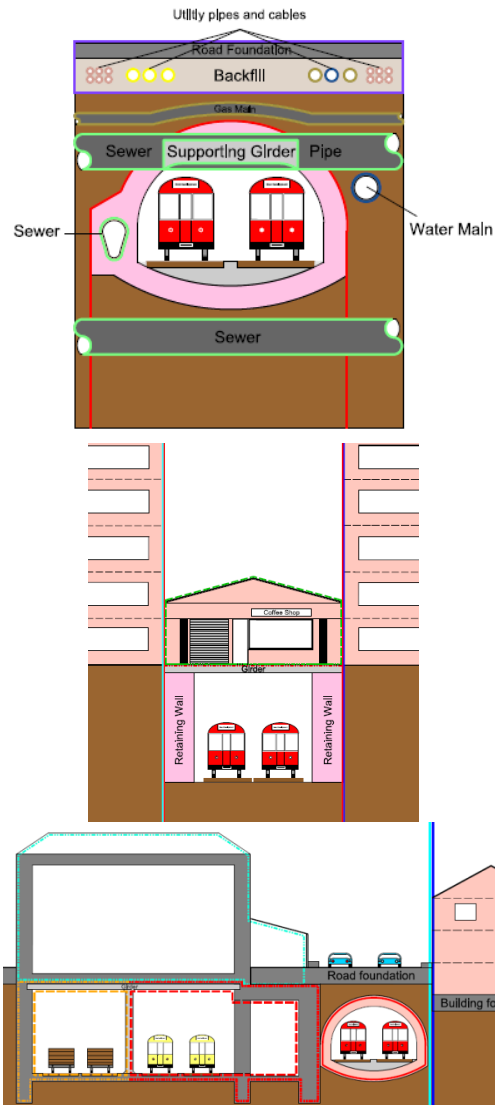 Utility pipes and cables
Road Foundation
Backfill
Gas Main
Sewer
Supporting Girder
Pipe
Sewer
Water Main
Sewer
Coffee Shop
Girder
Retaining Wall
Retaining Wall
Road foundation
Girder
Building fo